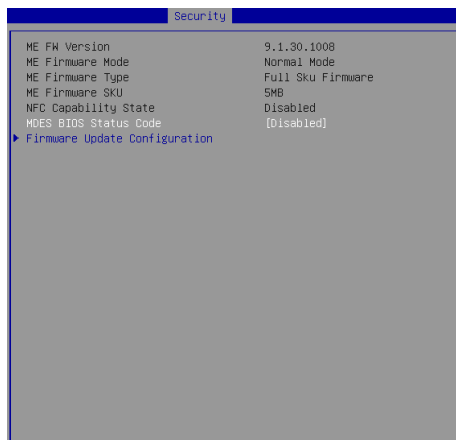 Security
ME FW Version 9.1.30.1008
ME Firmware Mode Normal Mode
ME Firmware Type Full Sku Firmware
ME Firmware SKU 5MB
NFC Capability State Disabled
MDES BIOS Status Code [Disabled]
Firmware Update Configuration